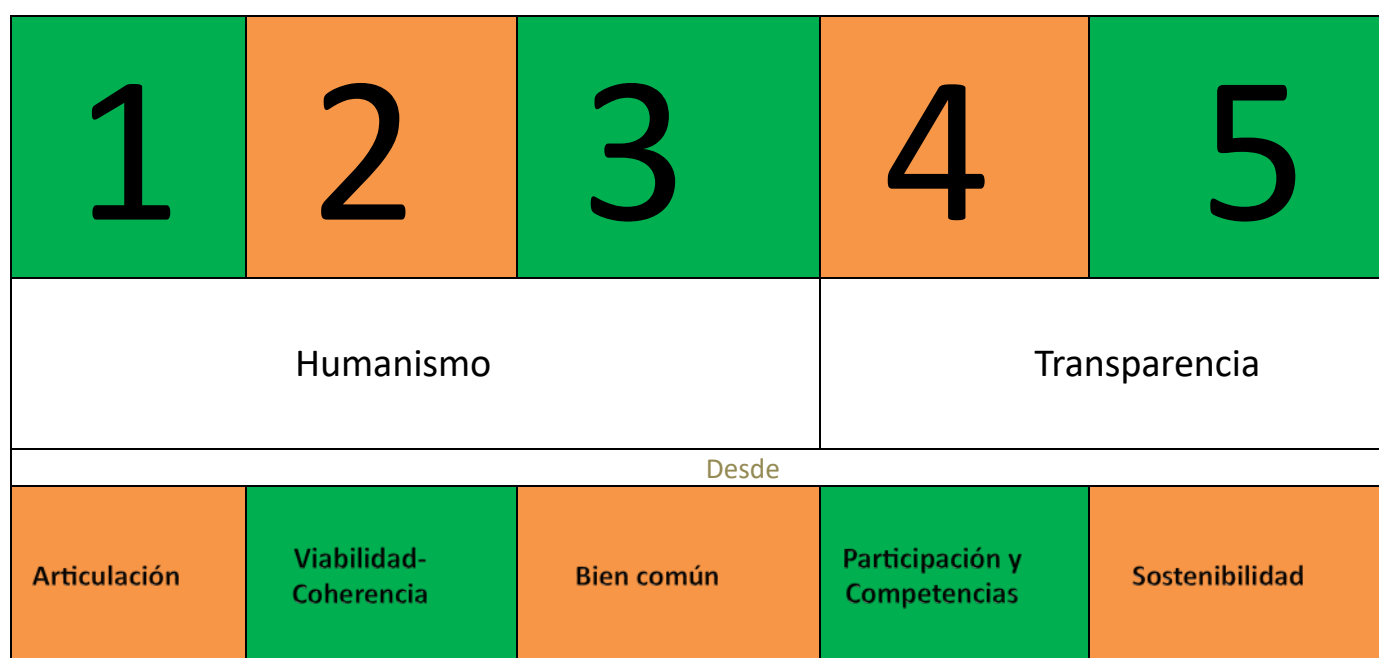 1 2 3 4 5
Humanismo Transparencia
Desde
Articulación
Viabilidad-
Coherencia
Bien común
Participación y
Competencias
Sostenibilidad